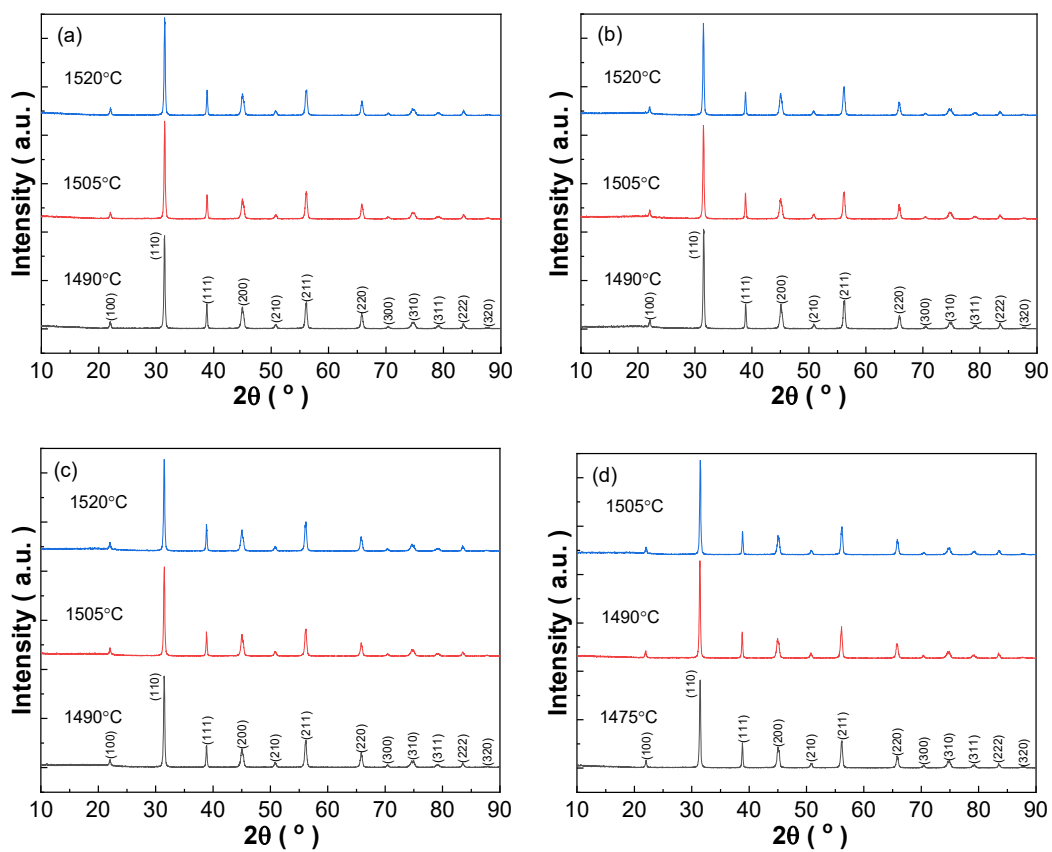 (a)
1520°C
1505°C
1490°C
(100)
(110)
(111)
(200)
(210)
(211)
(220)
(300)
(310)
(311)
(222)
(320)
Intensity ( a.u. )
10 20 30 40 50 60 70 80 90
2θ ( ° )
(b)
1520°C
1505°C
1490°C
(100)
(110)
(111)
(200)
(210)
(211)
(220)
(300)
(310)
(311)
(222)
(320)
Intensity ( a.u. )
10 20 30 40 50 60 70 80 90
2θ ( ° )
(c)
1520°C
1505°C
1490°C
(100)
(110)
(111)
(200)
(210)
(211)
(220)
(300)
(310)
(311)
(222)
(320)
Intensity ( a.u. )
10 20 30 40 50 60 70 80 90
2θ ( ° )
(d)
1505°C
1490°C
1475°C
(100)
(110)
(111)
(200)
(210)
(211)
(220)
(300)
(310)
(311)
(222)
(320)
Intensity ( a.u. )
10 20 30 40 50 60 70 80 90
2θ ( ° )